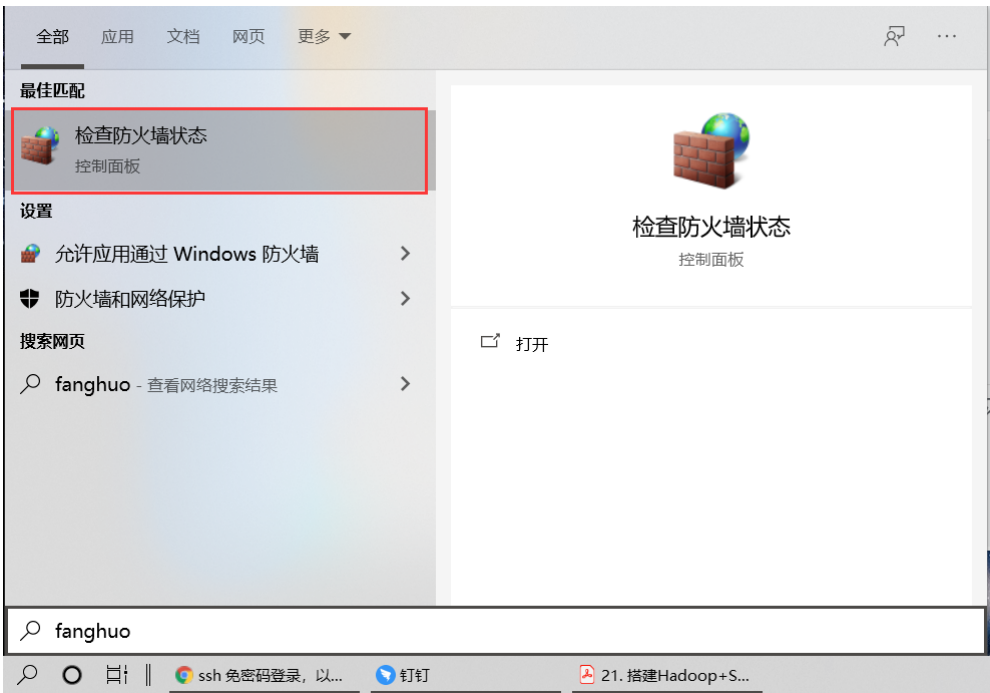 全部 应用 文档 网页 更多
最佳匹配
检查防火墙状态
控制面板
设置
允许应用通过 Windows 防火墙
防火墙和网络保护
搜索网页
fanghuo - 查看网络搜索结果
检查防火墙状态
控制面板
打开
fanghuo
ssh 免密码登录，以... 钉钉 21. 搭建Hadoop+S...